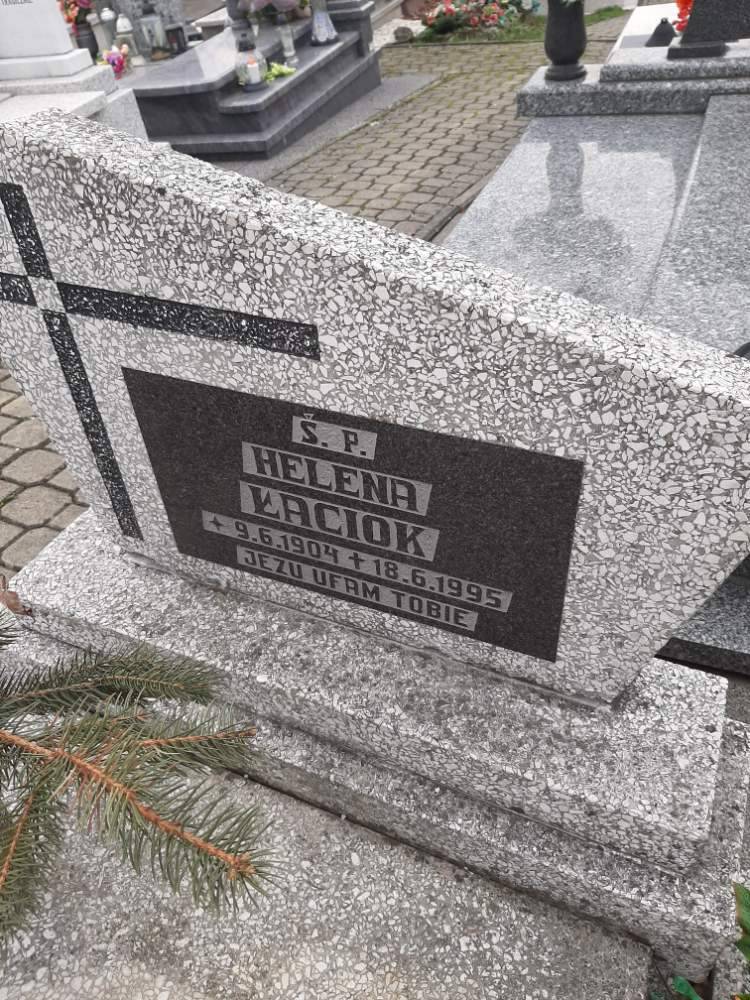 Ś. P.
HELENA
ŁACIOK
+ 9.6.1904 + 18.6.1995
JEZU UFAM TOBIE